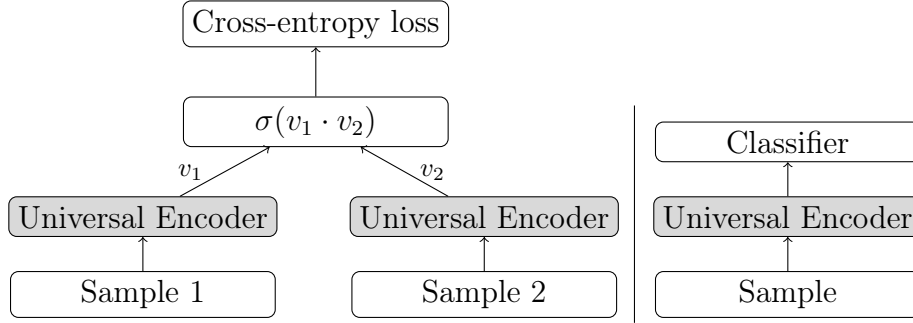 Cross-entropy loss
σ(v₁ · v₂)
v₁
v₂
Universal Encoder
Universal Encoder
Sample 1
Sample 2
Classifier
Universal Encoder
Sample